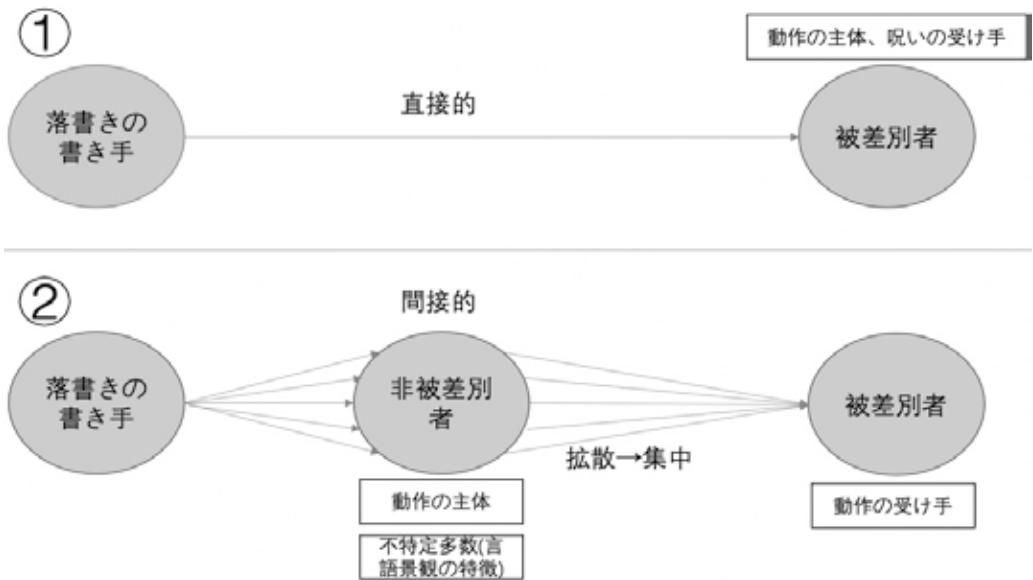 ①
動作の主体、呪いの受け手
落書きの
書き手
直接的
被差別者
②
間接的
落書きの
書き手
非被差別
者
被差別者
拡散→集中
動作の主体
動作の受け手
不特定多数(言
語景観の特徴)